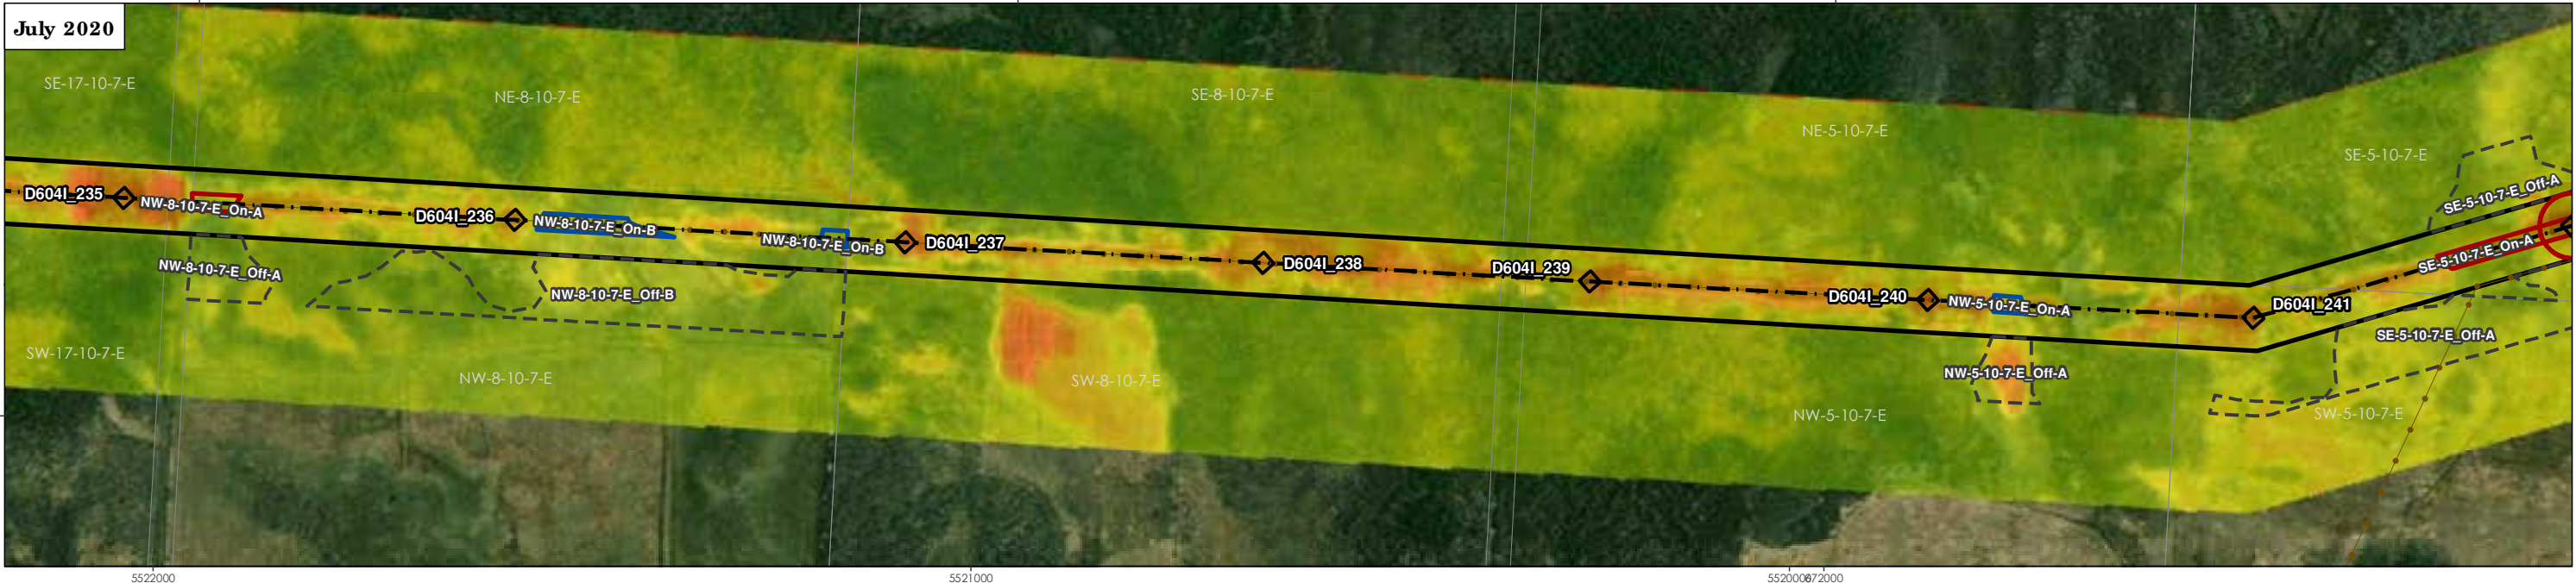 July 2020
SE-17-10-7-E
NE-8-10-7-E
SE-8-10-7-E
NE-5-10-7-E
SE-5-10-7-E
SE-5-10-7-E_Off-A
D604I_235
NW-8-10-7-E_On-A
D604I_236
NW-8-10-7-E_On-B
NW-8-10-7-E_On-B
D604I_237
D604I_238
D604I_239
D604I_240
NW-5-10-7-E_On-A
D604I_241
SE-5-10-7-E_On-A
NW-8-10-7-E_Off-A
NW-8-10-7-E_Off-B
SE-5-10-7-E_Off-A
SW-17-10-7-E
NW-8-10-7-E
SW-8-10-7-E
NW-5-10-7-E_Off-A
NW-5-10-7-E
SW-5-10-7-E
5522000
5521000